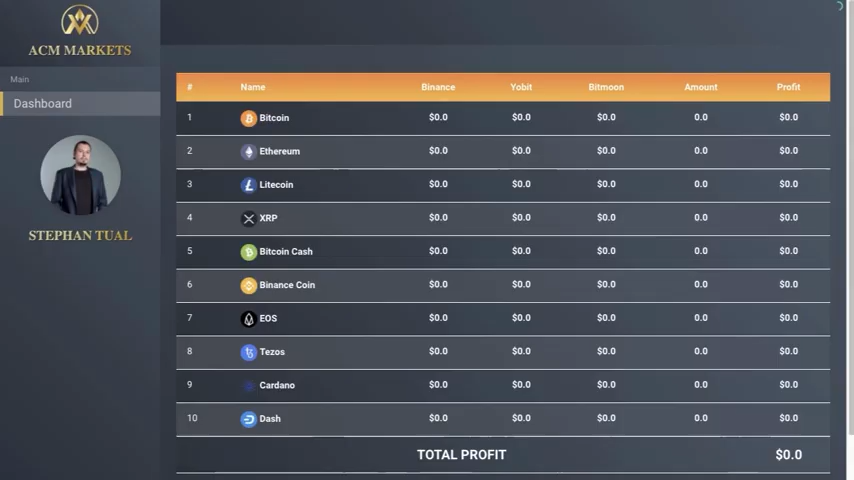 ACM MARKETS
Main
Dashboard
STEPHAN TUAL
# Name Binance Yobit Bitmoon Amount Profit
1 Bitcoin $0.0 $0.0 $0.0 0.0 $0.0
2 Ethereum $0.0 $0.0 $0.0 0.0 $0.0
3 Litecoin $0.0 $0.0 $0.0 0.0 $0.0
4 XRP $0.0 $0.0 $0.0 0.0 $0.0
5 Bitcoin Cash $0.0 $0.0 $0.0 0.0 $0.0
6 Binance Coin $0.0 $0.0 $0.0 0.0 $0.0
7 EOS $0.0 $0.0 $0.0 0.0 $0.0
8 Tezos $0.0 $0.0 $0.0 0.0 $0.0
9 Cardano $0.0 $0.0 $0.0 0.0 $0.0
10 Dash $0.0 $0.0 $0.0 0.0 $0.0
TOTAL PROFIT $0.0